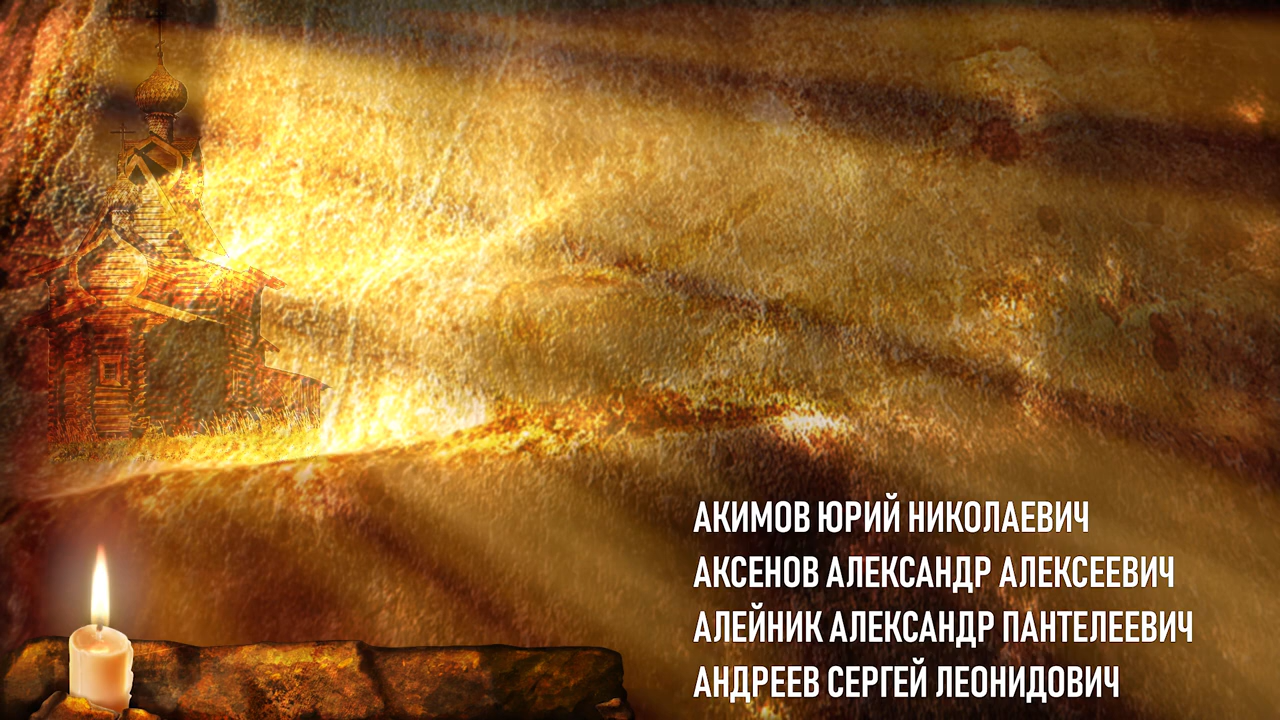 АКИМОВ ЮРИЙ НИКОЛАЕВИЧ
АКСЕНОВ АЛЕКСАНДР АЛЕКСЕЕВИЧ
АЛЕЙНИК АЛЕКСАНДР ПАНТЕЛЕЕВИЧ
АНДРЕЕВ СЕРГЕЙ ЛЕОНИДОВИЧ